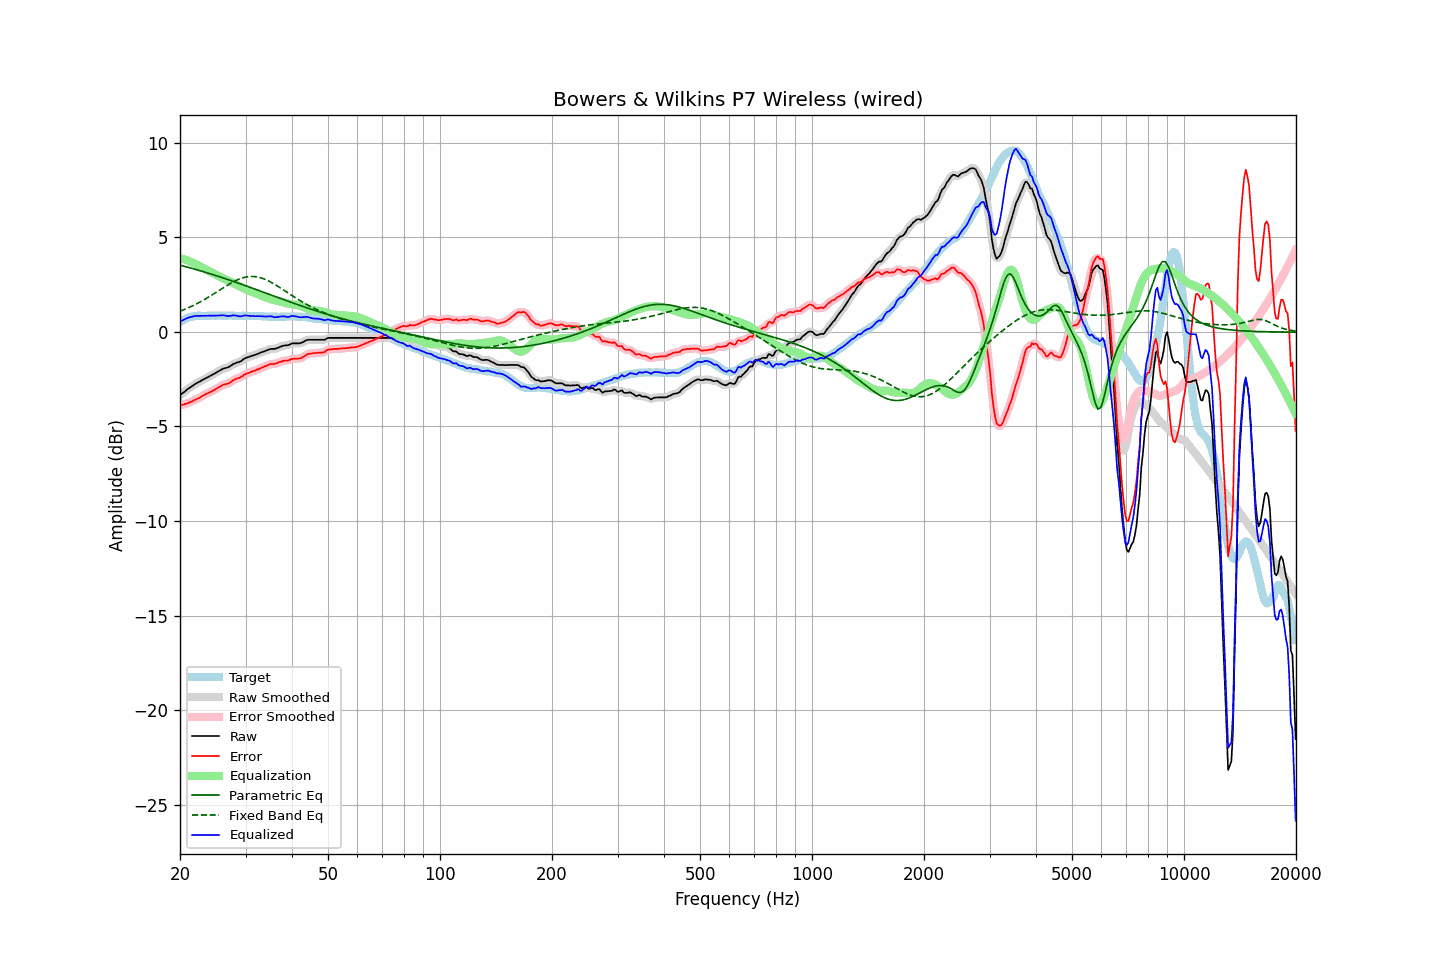 Bowers & Wilkins P7 Wireless (wired)
10
5
0
−5
−10
−15
−20
−25
Amplitude (dBr)
Target
Raw Smoothed
Error Smoothed
Raw
Error
Equalization
Parametric Eq
Fixed Band Eq
Equalized
20 50 100 200 500 1000 2000 5000 10000 20000
Frequency (Hz)